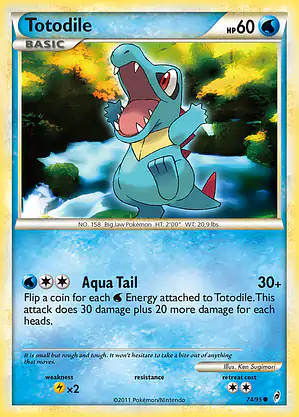 Totodile
HP 60
BASIC
NO. 158 Big Jaw Pokémon HT: 2'00" WT: 20.9 lbs.
Aqua Tail 30+
Flip a coin for each Energy attached to Totodile. This
attack does 30 damage plus 20 more damage for each
heads.
It is small but rough and tough. It won't hesitate to take a bite out of anything
that moves.
Illus. Ken Sugimori
weakness resistance retreat cost
×2
©2011 Pokémon/Nintendo
74/95